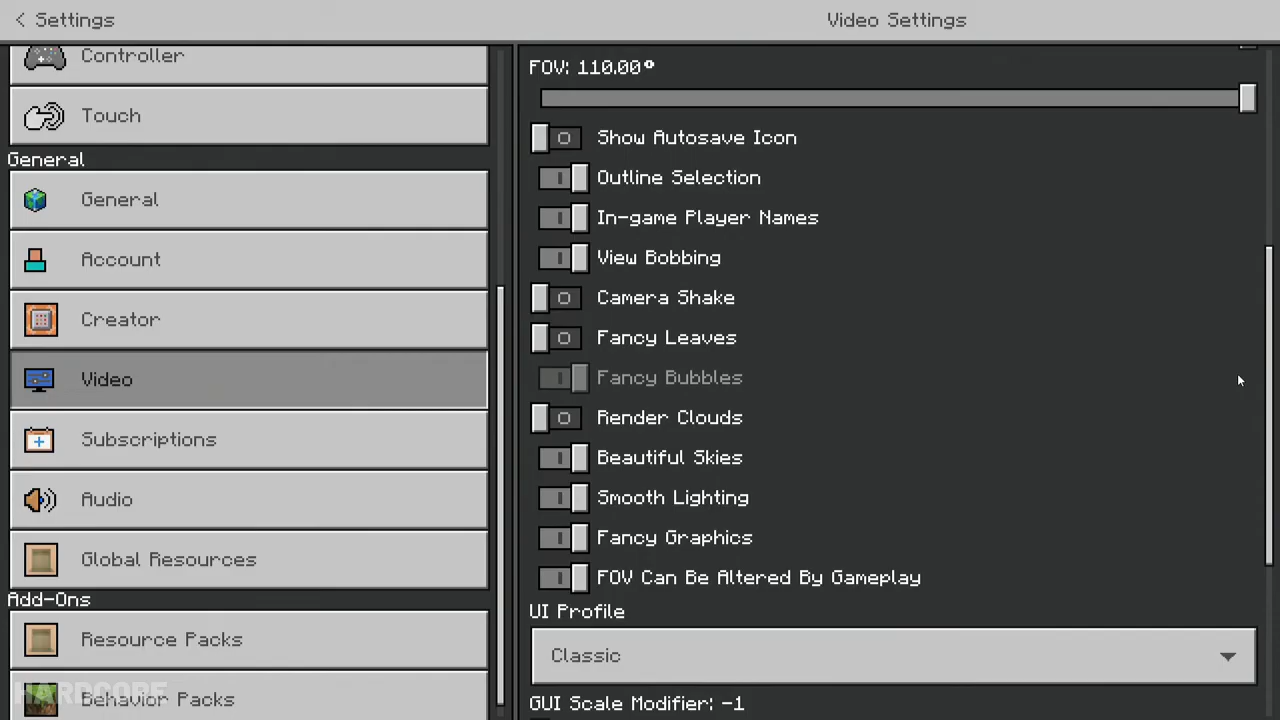 Settings
Video Settings
Controller
Touch
General
General
Account
Creator
Video
Subscriptions
Audio
Global Resources
Add-Ons
Resource Packs
Behavior Packs
HARDCORE
FOV: 110.00°
Show Autosave Icon
Outline Selection
In-game Player Names
View Bobbing
Camera Shake
Fancy Leaves
Fancy Bubbles
Render Clouds
Beautiful Skies
Smooth Lighting
Fancy Graphics
FOV Can Be Altered By Gameplay
UI Profile
Classic
GUI Scale Modifier: -1